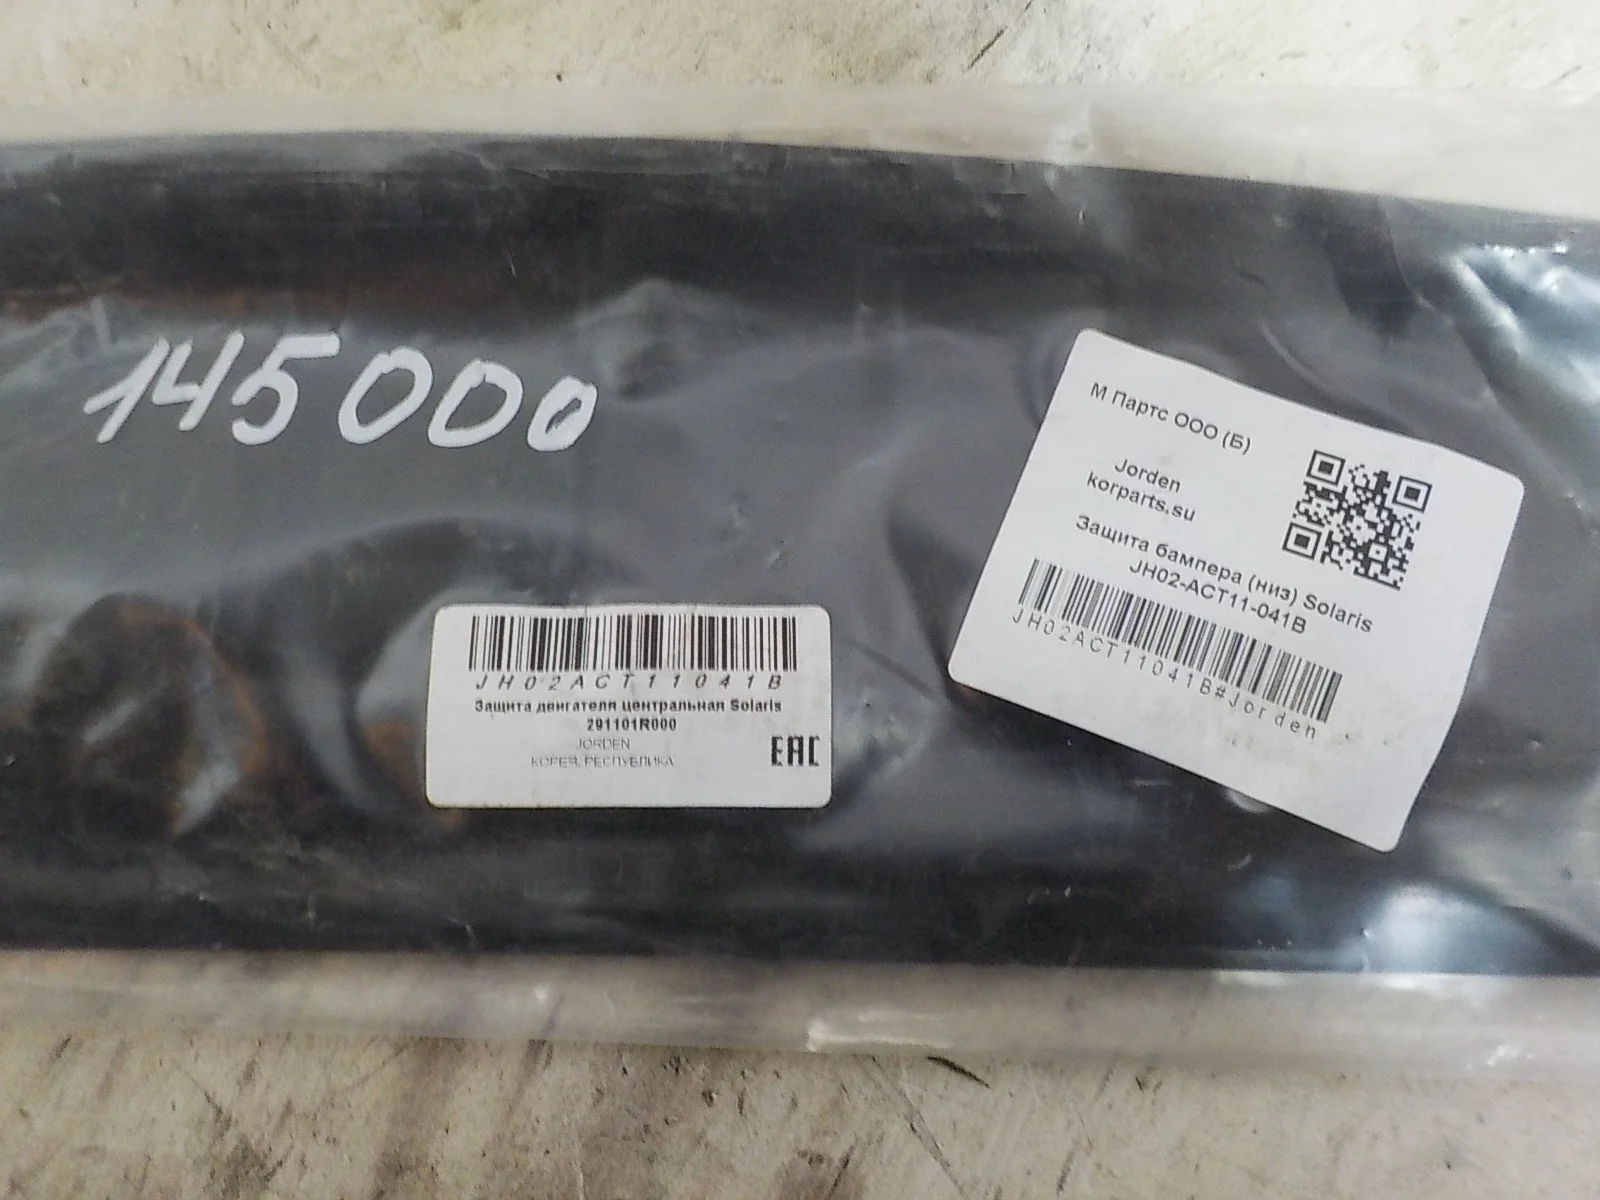 145000
М Партс ООО (Б)
Jorden
korparts.su
Защита бампера (низ) Solaris
JH02-ACT11-041B
JH02ACT11041B#Jorden
JH02ACT11041B
Защита двигателя центральная Solaris
291101R000
JORDEN
КОРЕЯ, РЕСПУБЛИКА
EAC